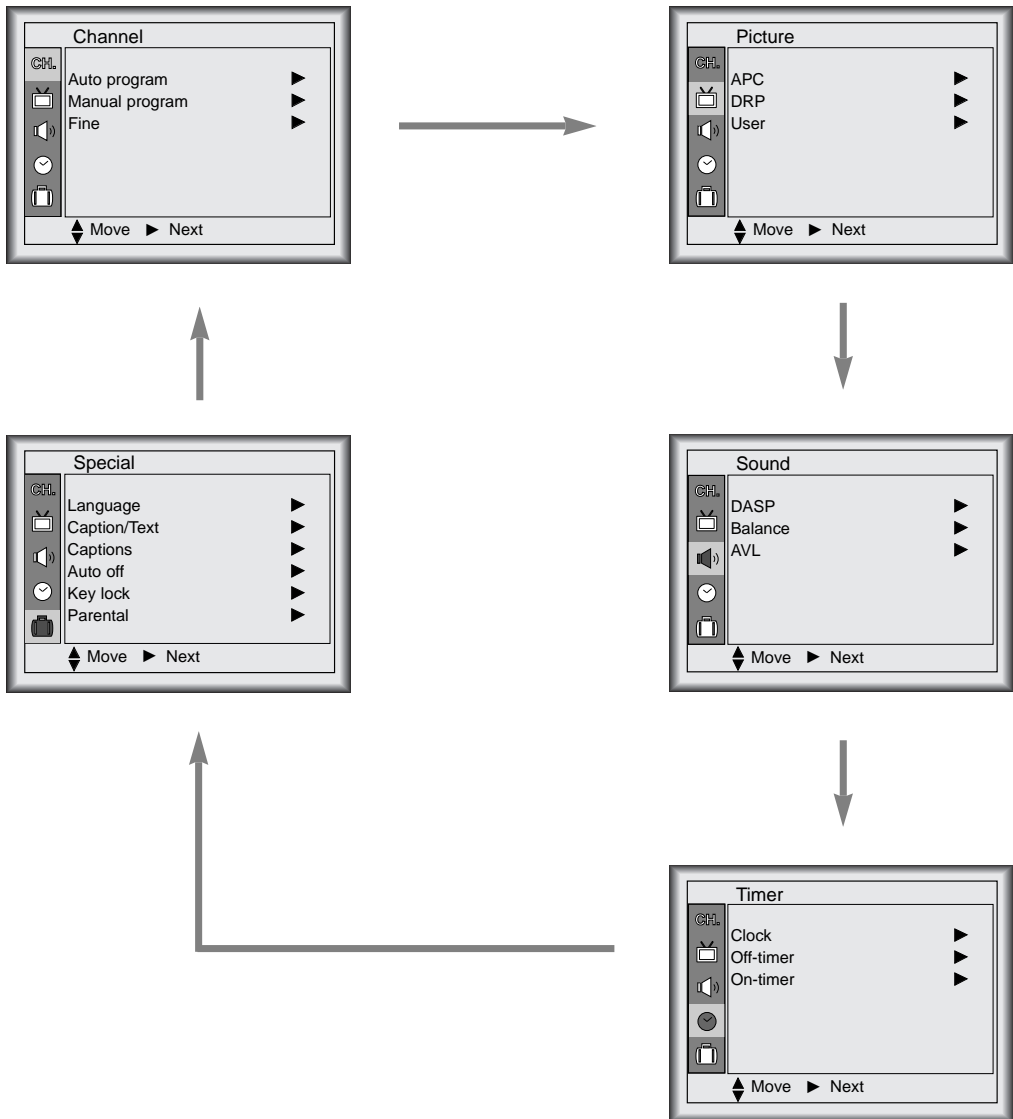 Channel
CH.
Auto program ▶
Manual program ▶
Fine ▶
Move ▶ Next
Picture
CH.
APC ▶
DRP ▶
User ▶
Move ▶ Next
Special
CH.
Language ▶
Caption/Text ▶
Captions ▶
Auto off ▶
Key lock ▶
Parental ▶
Move ▶ Next
Sound
CH.
DASP ▶
Balance ▶
AVL ▶
Move ▶ Next
Timer
CH.
Clock ▶
Off-timer ▶
On-timer ▶
Move ▶ Next